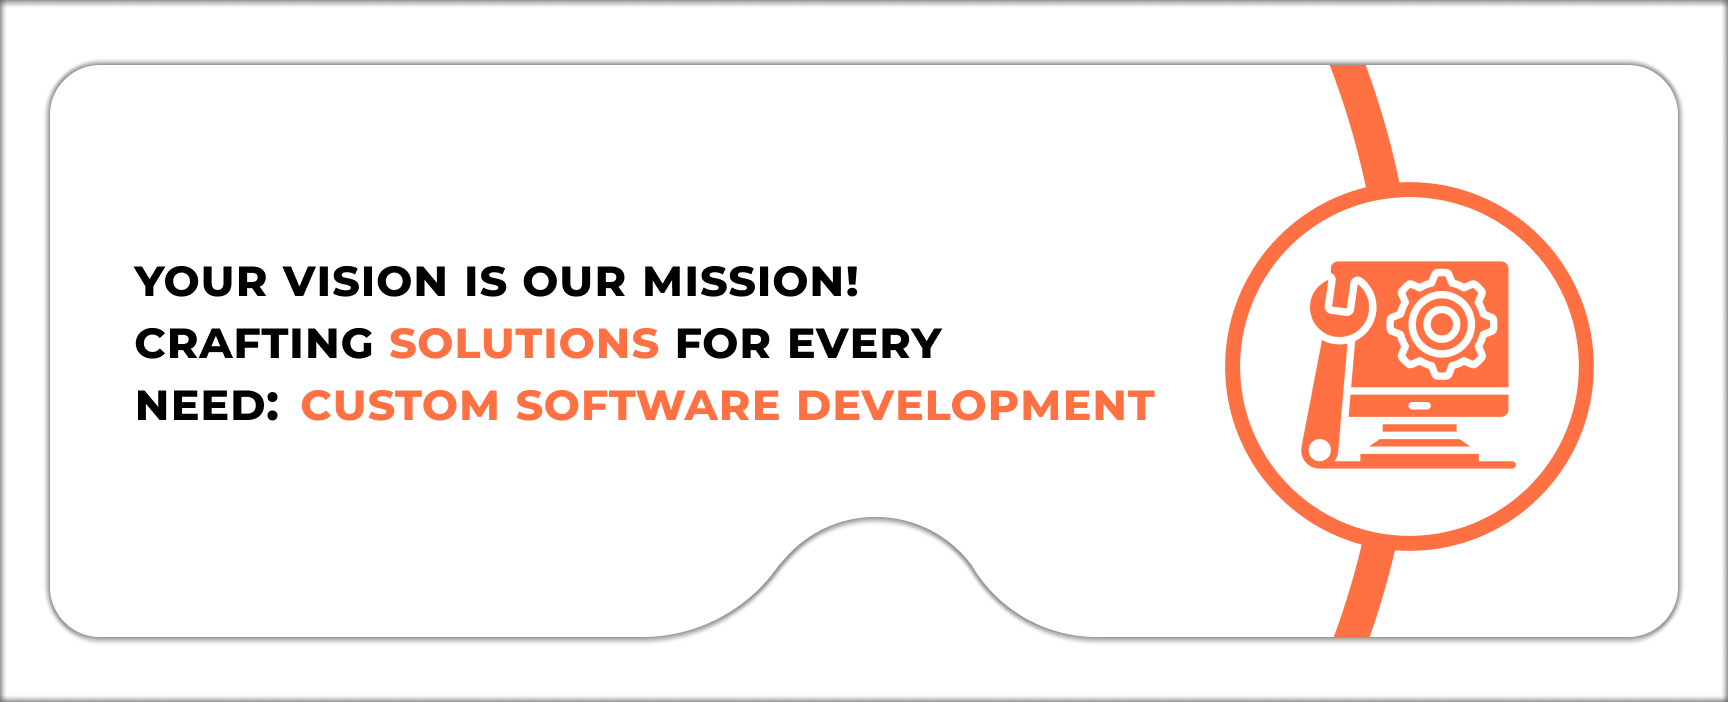 YOUR VISION IS OUR MISSION!
CRAFTING SOLUTIONS FOR EVERY
NEED: CUSTOM SOFTWARE DEVELOPMENT